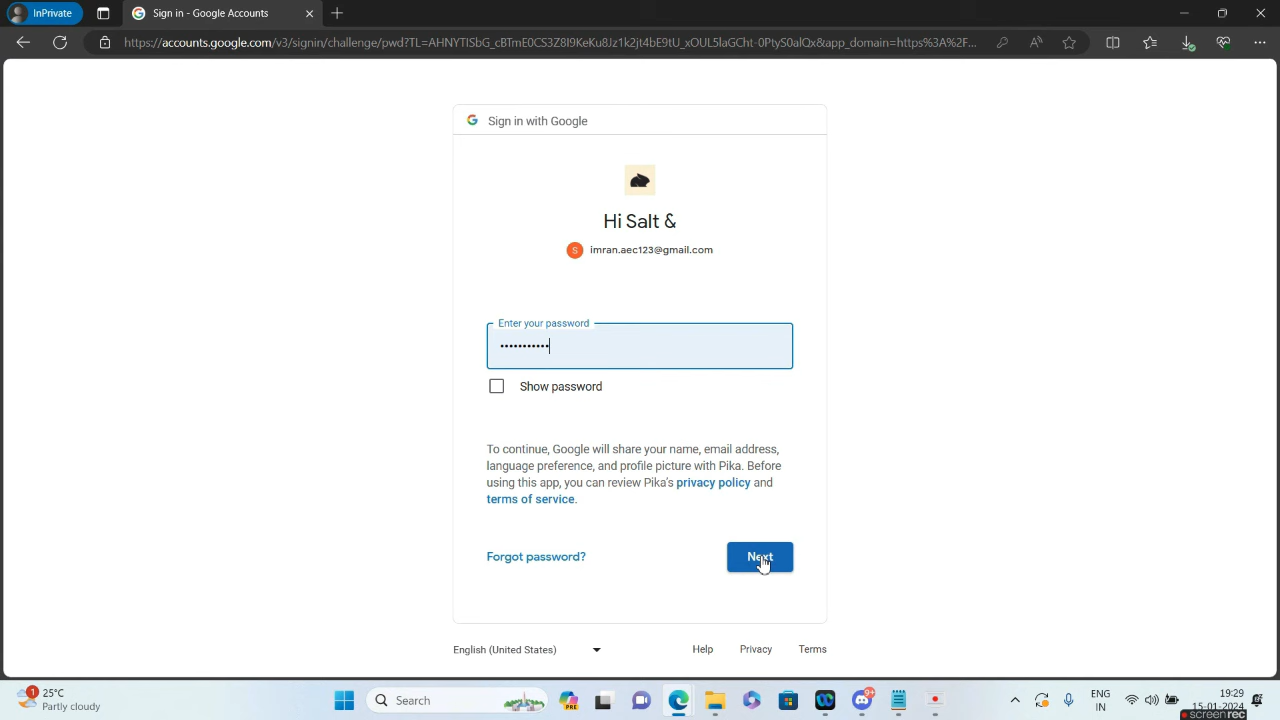 InPrivate
Sign in - Google Accounts
https://accounts.google.com/v3/signin/challenge/pwd?TL=AHNYTISbG_cBTmE0CS3Z8I9KeKu8Jz1k2jt4bE9tU_xOUL5laGCht-0PtyS0alQx&app_domain=https%3A%2F...
Sign in with Google
Hi Salt &
S imran.aec123@gmail.com
Enter your password
•••••••••••
Show password
To continue, Google will share your name, email address,
language preference, and profile picture with Pika. Before
using this app, you can review Pika's privacy policy and
terms of service.
Forgot password?
Next
English (United States)
Help
Privacy
Terms
1
25°C
Partly cloudy
Search
PRE
9+
ENG
IN
19:29
15-01-2024
screenrec